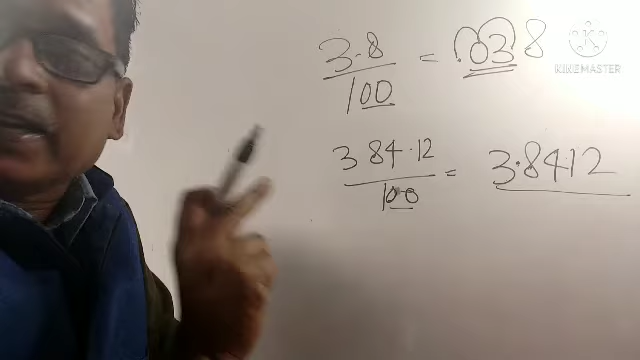 3.8 / 100 = .038
KINEMASTER
384.12 / 100 = 3.8412